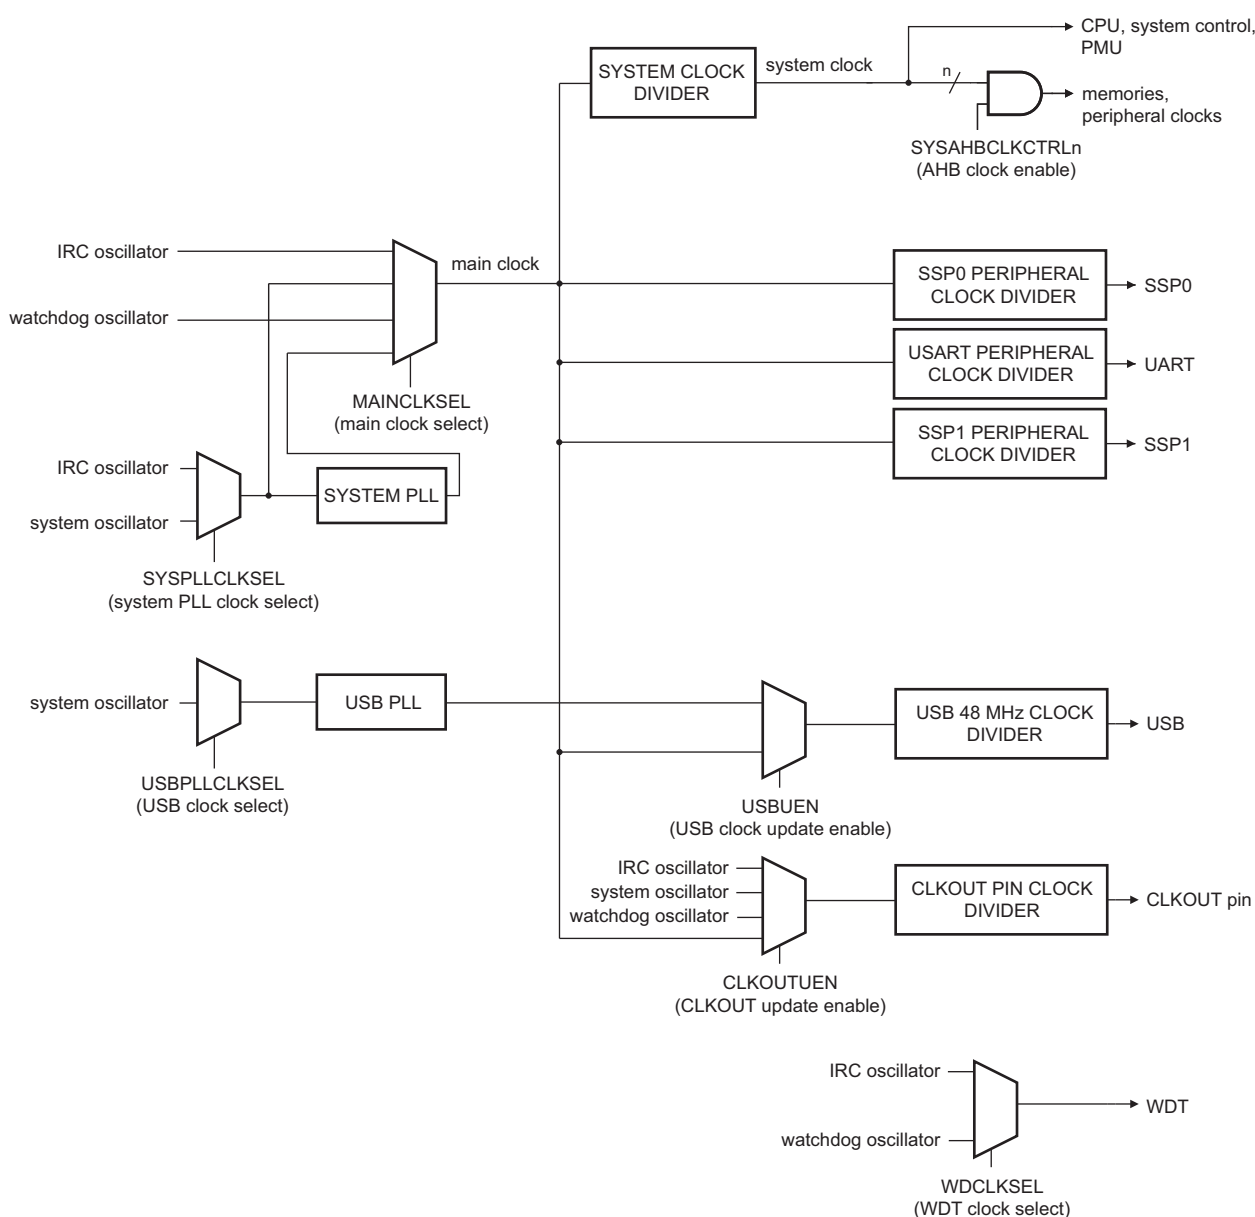 CPU, system control,
PMU
SYSTEM CLOCK
DIVIDER
system clock
n
memories,
peripheral clocks
SYSAHBCLKCTRLn
(AHB clock enable)
IRC oscillator
watchdog oscillator
main clock
MAINCLKSEL
(main clock select)
SSP0 PERIPHERAL
CLOCK DIVIDER
SSP0
USART PERIPHERAL
CLOCK DIVIDER
UART
SSP1 PERIPHERAL
CLOCK DIVIDER
SSP1
IRC oscillator
system oscillator
SYSTEM PLL
SYSPLLCLKSEL
(system PLL clock select)
system oscillator
USB PLL
USBPLLCLKSEL
(USB clock select)
USB 48 MHz CLOCK
DIVIDER
USB
USBUEN
(USB clock update enable)
IRC oscillator
system oscillator
watchdog oscillator
CLKOUT PIN CLOCK
DIVIDER
CLKOUT pin
CLKOUTUEN
(CLKOUT update enable)
IRC oscillator
watchdog oscillator
WDT
WDCLKSEL
(WDT clock select)